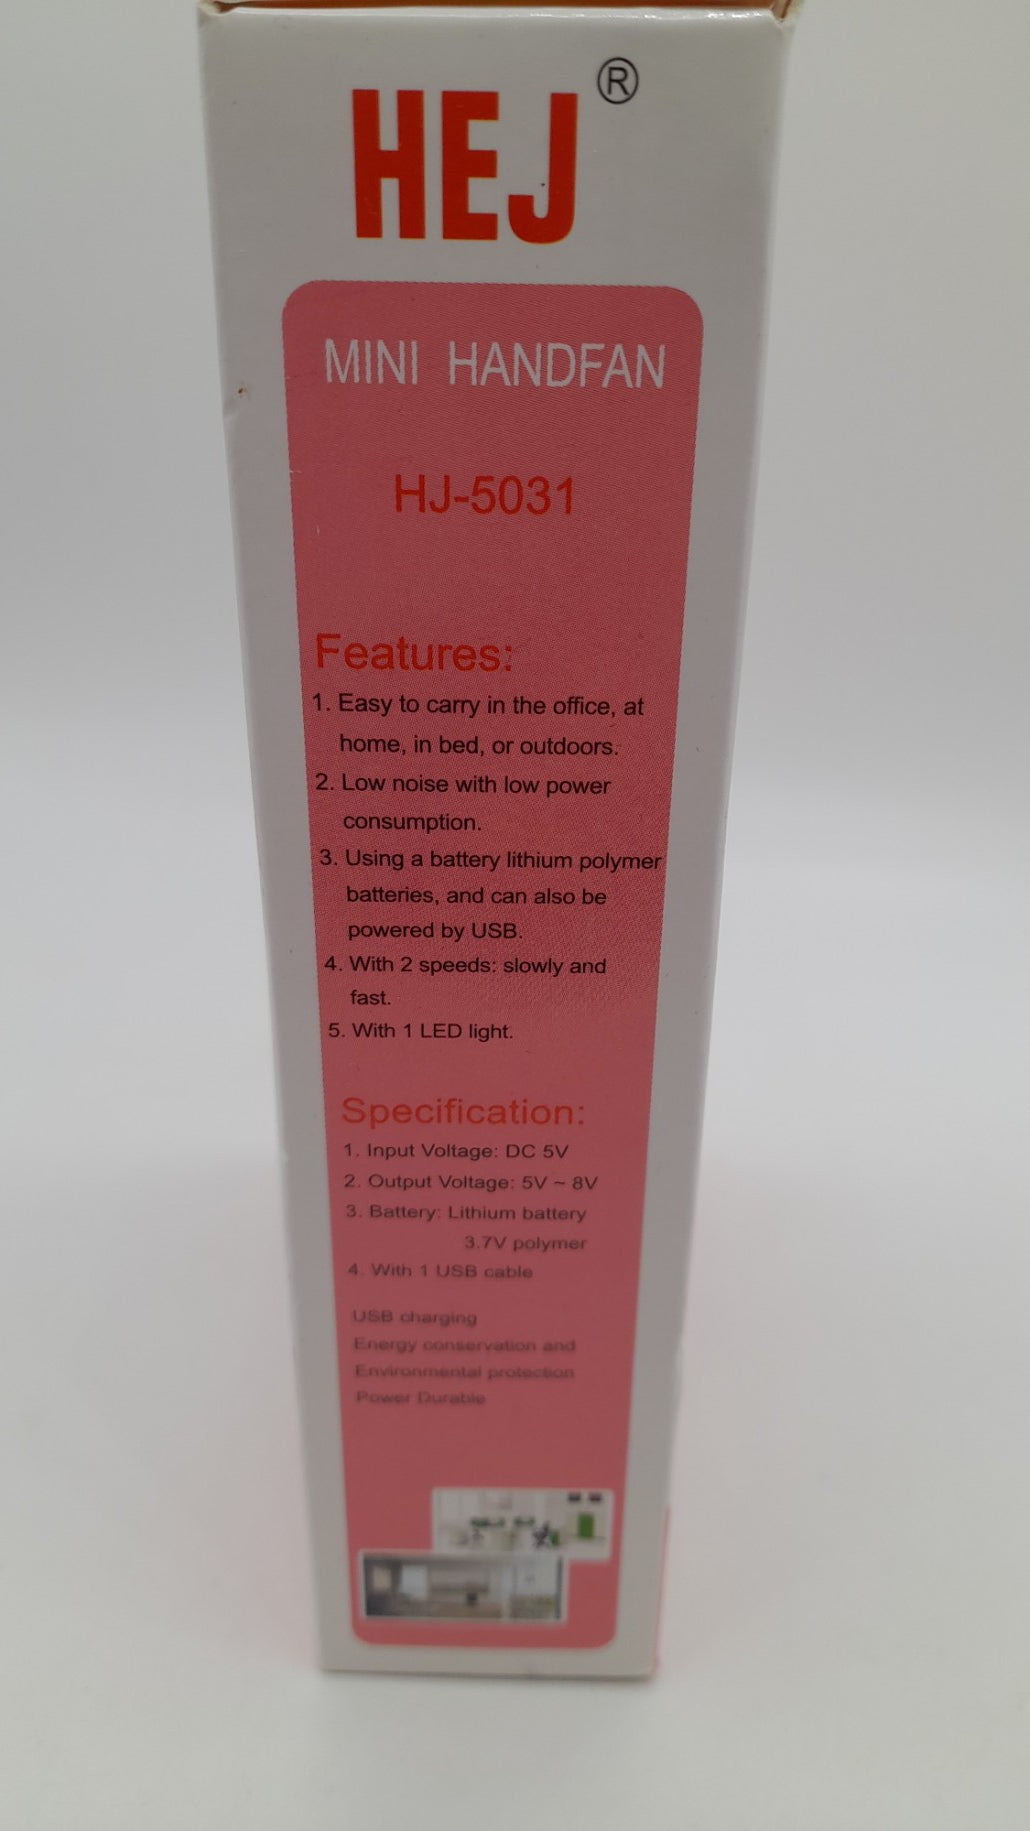 HEJ®
MINI HANDFAN
HJ-5031
Features:
1. Easy to carry in the office, at
home, in bed, or outdoors.
2. Low noise with low power
consumption.
3. Using a battery lithium polymer
batteries, and can also be
powered by USB.
4. With 2 speeds: slowly and
fast.
5. With 1 LED light.
Specification:
1. Input Voltage: DC 5V
2. Output Voltage: 5V ~ 8V
3. Battery: Lithium battery
3.7V polymer
4. With 1 USB cable
USB charging
Energy conservation and
Environmental protection
Power Durable